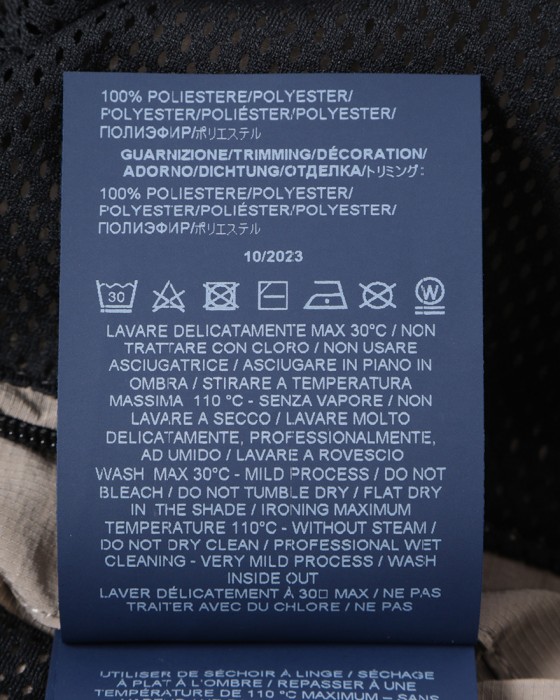 100% POLIESTERE/POLYESTER/
POLYESTER/POLIÉSTER/POLYESTER/
ПОЛИЭФИР/ポリエステル
GUARNIZIONE/TRIMMING/DÉCORATION/
ADORNO/DICHTUNG/ОТДЕЛКА/トリミング:
100% POLIESTERE/POLYESTER/
POLYESTER/POLIÉSTER/POLYESTER/
ПОЛИЭФИР/ポリエステル
10/2023
30 W
LAVARE DELICATAMENTE MAX 30°C / NON
TRATTARE CON CLORO / NON USARE
ASCIUGATRICE / ASCIUGARE IN PIANO IN
OMBRA / STIRARE A TEMPERATURA
MASSIMA 110 °C - SENZA VAPORE / NON
LAVARE A SECCO / LAVARE MOLTO
DELICATAMENTE, PROFESSIONALMENTE,
AD UMIDO / LAVARE A ROVESCIO
WASH MAX 30°C - MILD PROCESS / DO NOT
BLEACH / DO NOT TUMBLE DRY / FLAT DRY
IN THE SHADE / IRONING MAXIMUM
TEMPERATURE 110°C - WITHOUT STEAM /
DO NOT DRY CLEAN / PROFESSIONAL WET
CLEANING - VERY MILD PROCESS / WASH
INSIDE OUT
LAVER DÉLICATEMENT À 30□ MAX / NE PAS
TRAITER AVEC DU CHLORE / NE PAS
UTILISER DE SÉCHOIR À LINGE / SÉCHAGE
À PLAT À L'OMBRE / REPASSER À UNE
TEMPÉRATURE DE 110 °C MAXIMUM – SANS